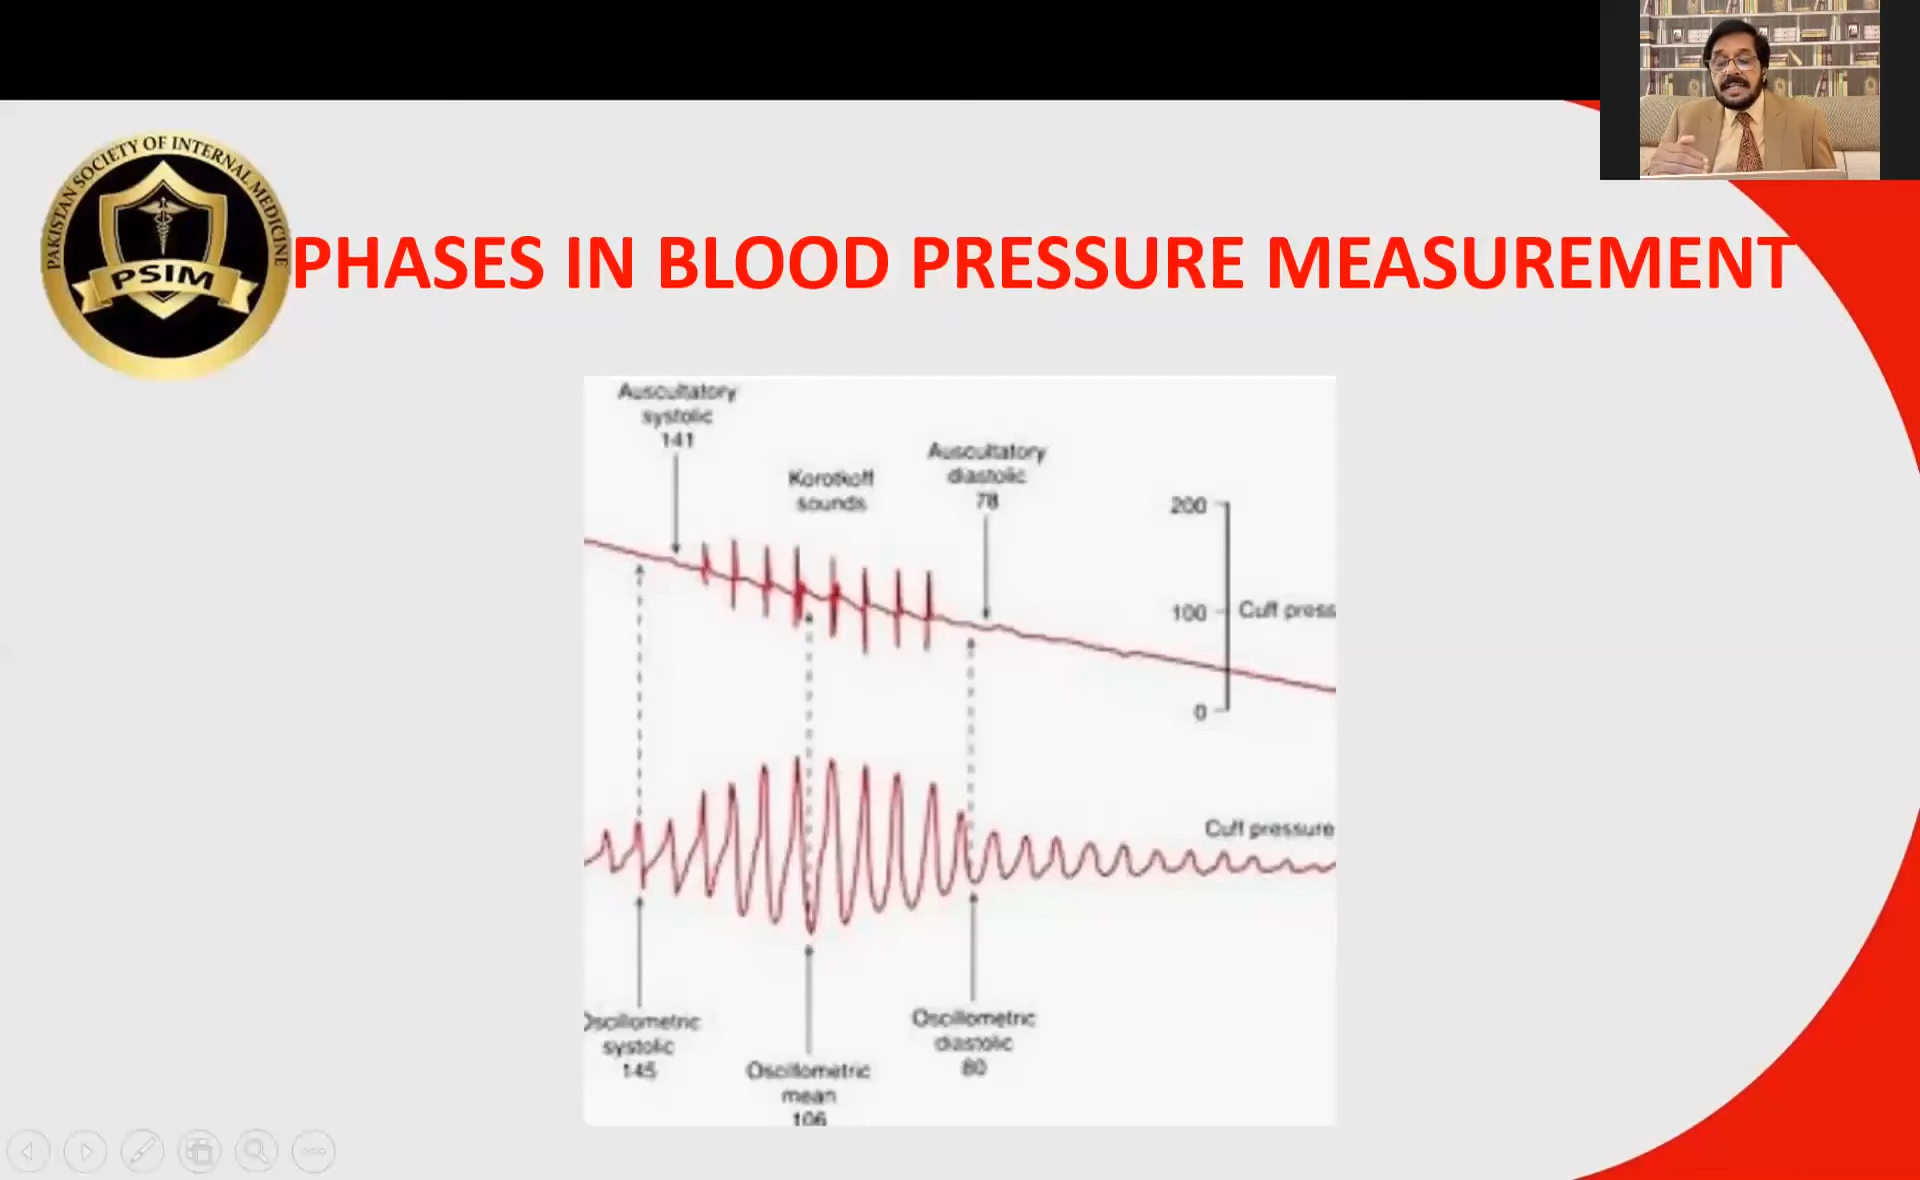 PAKISTAN SOCIETY OF INTERNAL MEDICINE
PSIM
PHASES IN BLOOD PRESSURE MEASUREMENT
Auscultatory
systolic
141
Korotkoff
sounds
Auscultatory
diastolic
78
200
100
Cuff press
0
Cuff pressure
Oscillometric
systolic
145
Oscillometric
mean
106
Oscillometric
diastolic
80